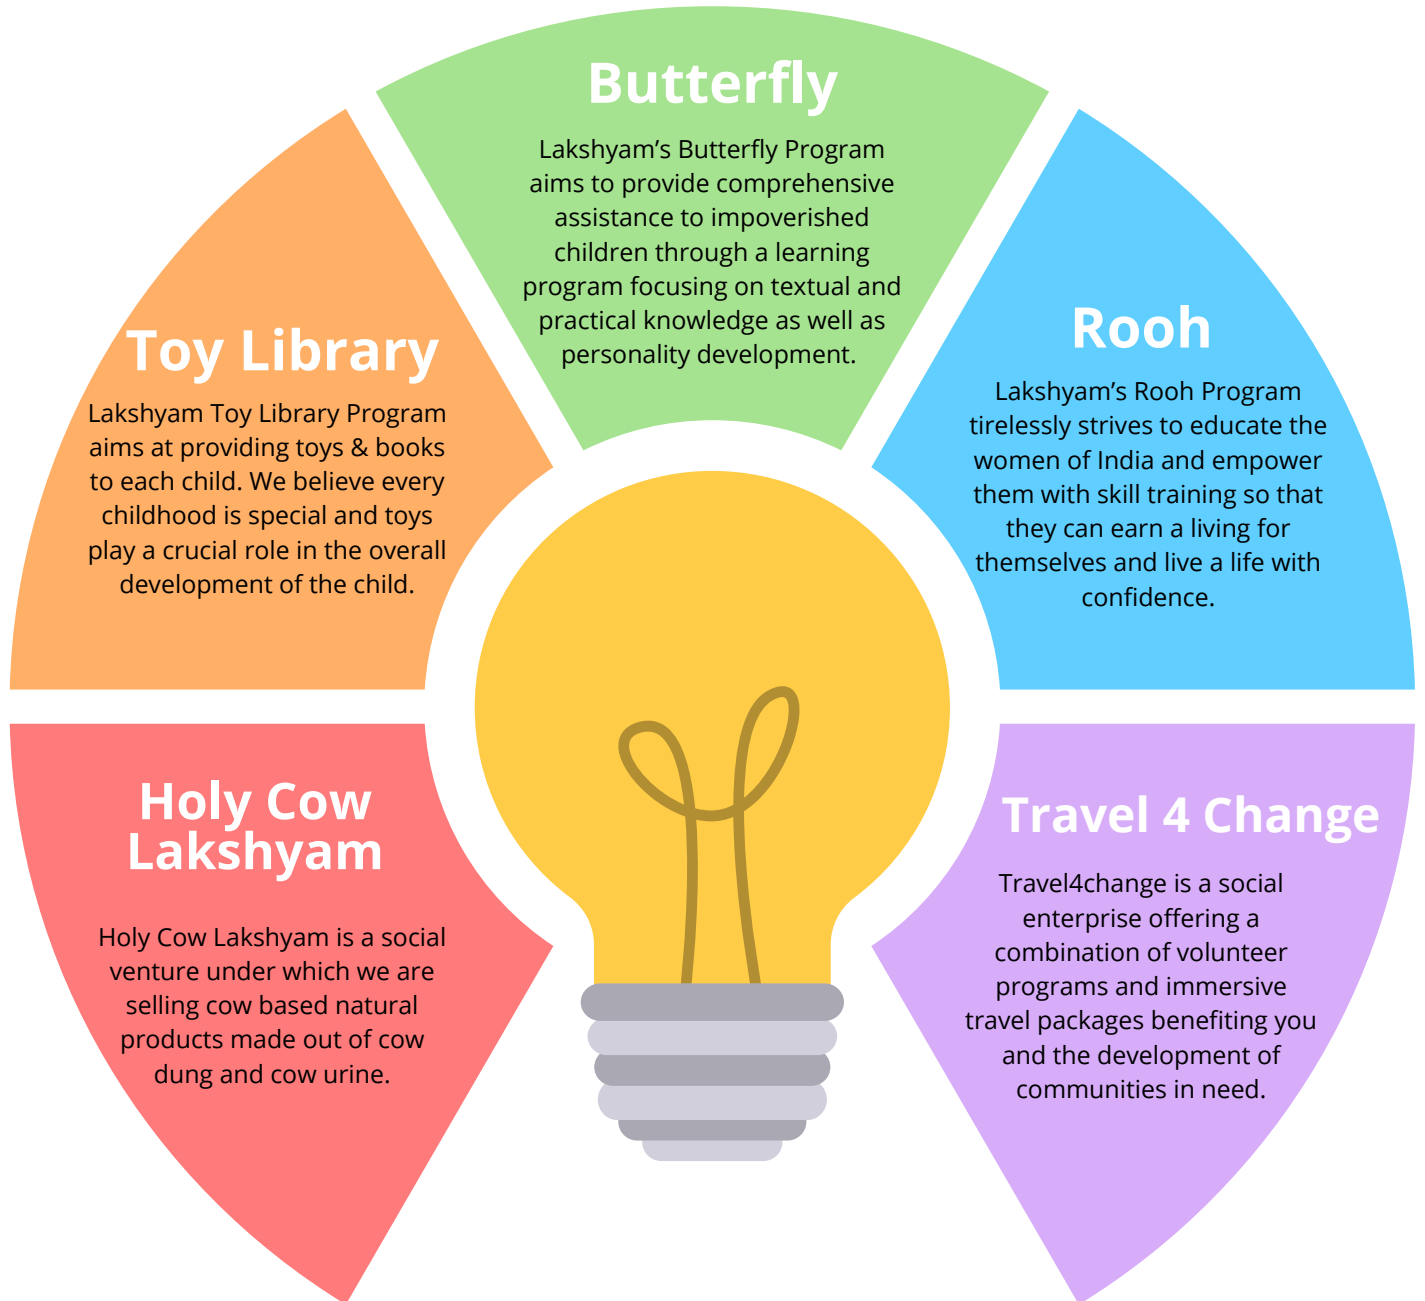 Butterfly
Lakshyam’s Butterfly Program
aims to provide comprehensive
assistance to impoverished
children through a learning
program focusing on textual and
practical knowledge as well as
personality development.
Toy Library
Lakshyam Toy Library Program
aims at providing toys & books
to each child. We believe every
childhood is special and toys
play a crucial role in the overall
development of the child.
Rooh
Lakshyam’s Rooh Program
tirelessly strives to educate the
women of India and empower
them with skill training so that
they can earn a living for
themselves and live a life with
confidence.
Holy Cow
Lakshyam
Holy Cow Lakshyam is a social
venture under which we are
selling cow based natural
products made out of cow
dung and cow urine.
Travel 4 Change
Travel4change is a social
enterprise offering a
combination of volunteer
programs and immersive
travel packages benefiting you
and the development of
communities in need.